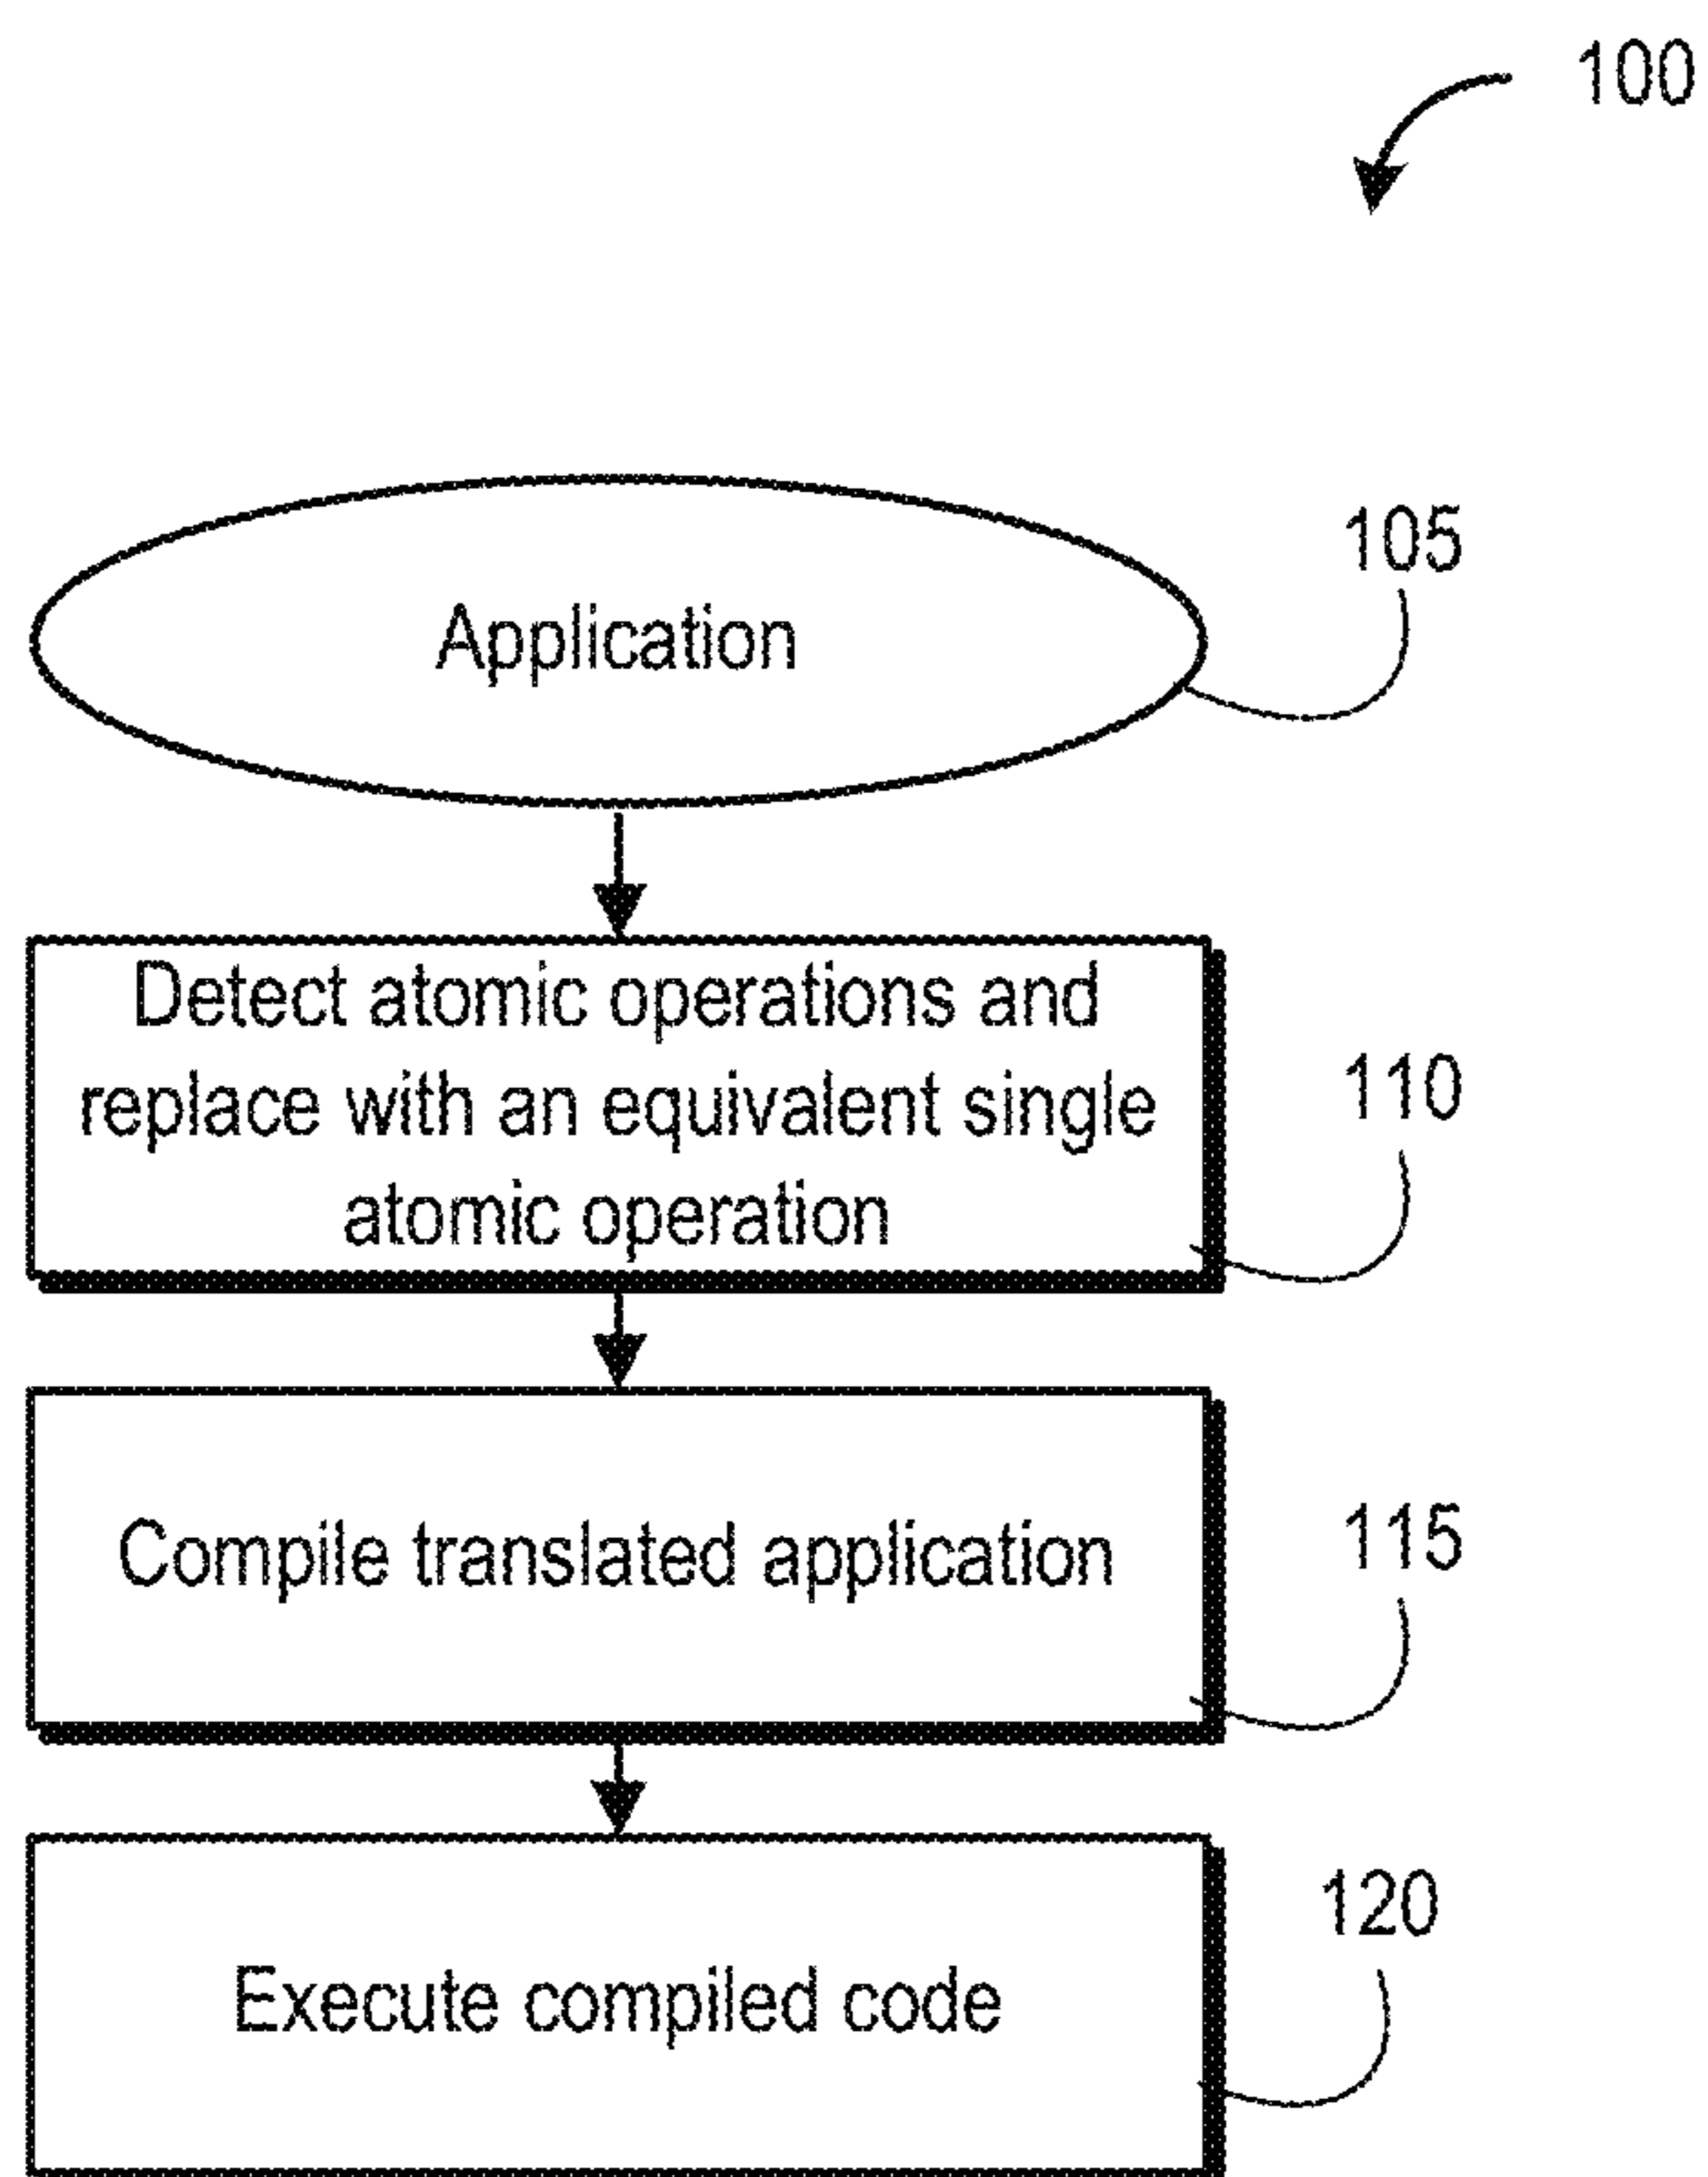 100
Application
105
Detect atomic operations and
replace with an equivalent single
atomic operation
110
Compile translated application
115
Execute compiled code
120